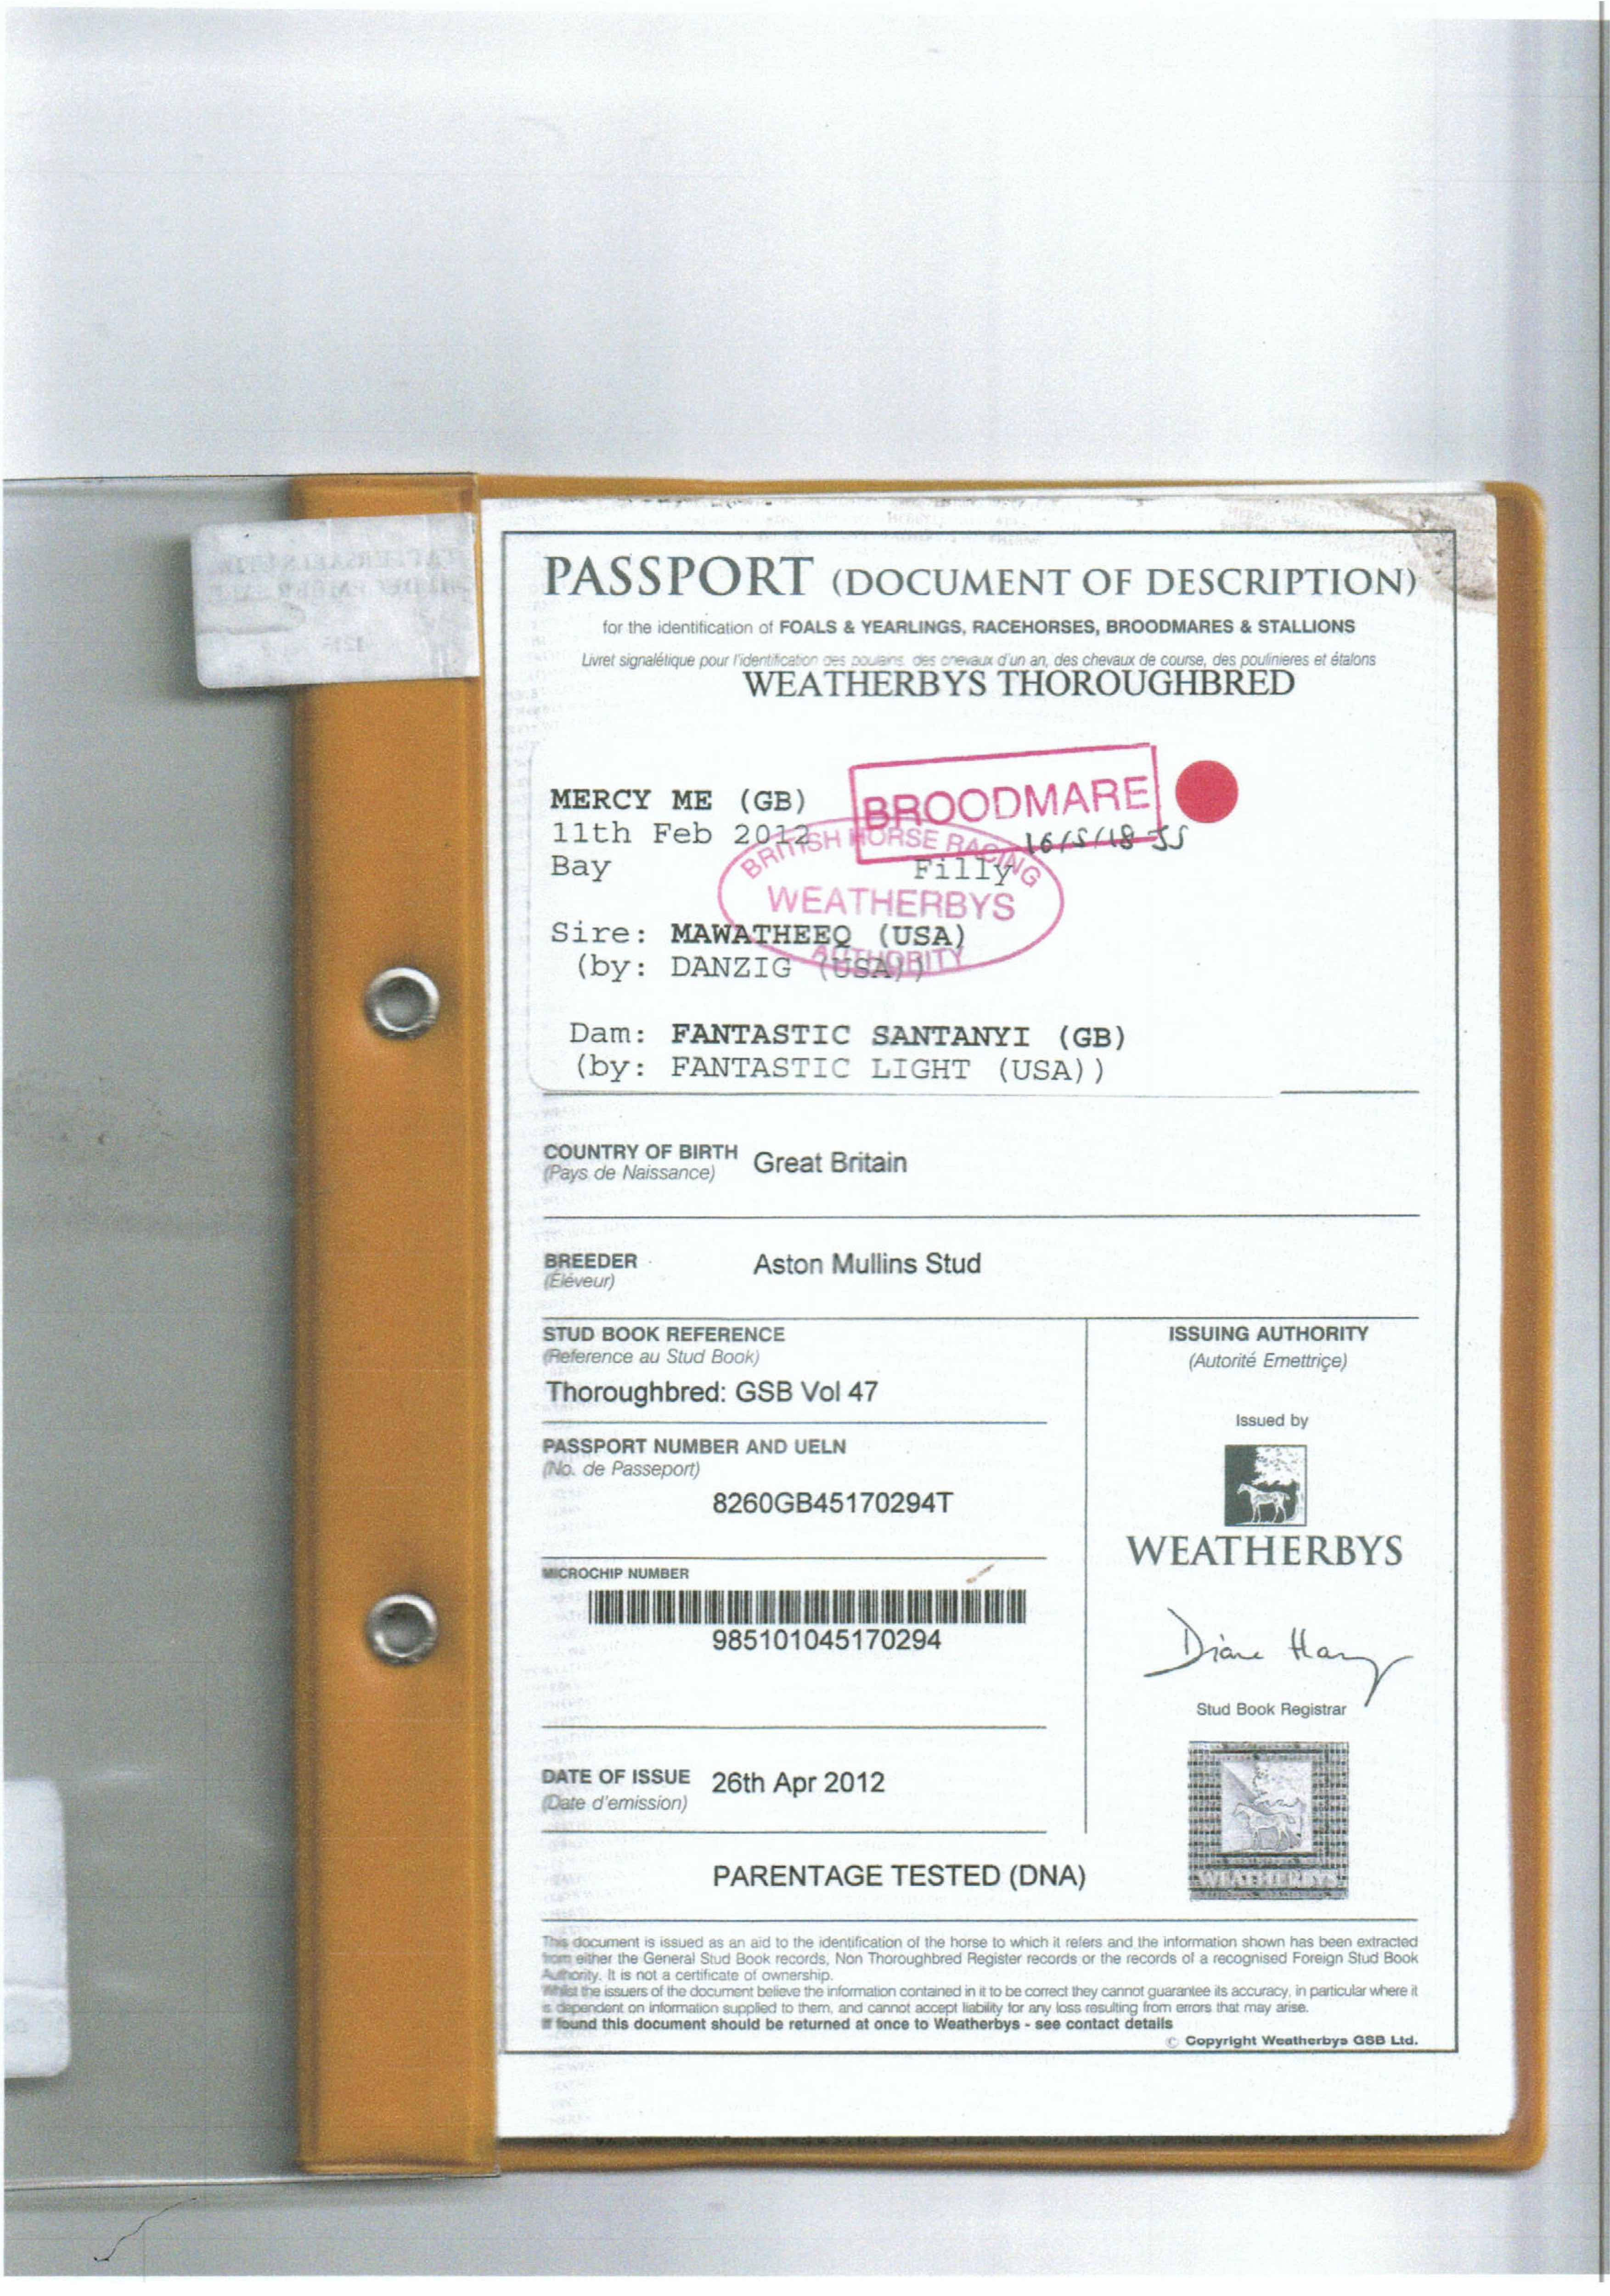 PASSPORT (DOCUMENT OF DESCRIPTION)
for the identification of FOALS & YEARLINGS, RACEHORSES, BROODMARES & STALLIONS
Livret signalétique pour l'identification des poulains, des chevaux d'un an, des chevaux de course, des poulinieres et étalons
WEATHERBYS THOROUGHBRED
BROODMARE
MERCY ME (GB)
11th Feb 2012
16/5/18 JS
BRITISH HORSE RACING
Bay Filly
WEATHERBYS
AUTHORITY
Sire: MAWATHEEQ (USA)
(by: DANZIG (USA))
Dam: FANTASTIC SANTANYI (GB)
(by: FANTASTIC LIGHT (USA))
COUNTRY OF BIRTH Great Britain
(Pays de Naissance)
BREEDER Aston Mullins Stud
(Éléveur)
STUD BOOK REFERENCE
(Reference au Stud Book)
Thoroughbred: GSB Vol 47
PASSPORT NUMBER AND UELN
(No. de Passeport)
8260GB45170294T
MICROCHIP NUMBER
985101045170294
DATE OF ISSUE 26th Apr 2012
(Date d'emission)
ISSUING AUTHORITY
(Autorité Emettriçe)
Issued by
WEATHERBYS
Stud Book Registrar
WEATHERBYS
PARENTAGE TESTED (DNA)
This document is issued as an aid to the identification of the horse to which it refers and the information shown has been extracted
from either the General Stud Book records, Non Thoroughbred Register records or the records of a recognised Foreign Stud Book
Authority. It is not a certificate of ownership.
Whilst the issuers of the document believe the information contained in it to be correct they cannot guarantee its accuracy, in particular where it
is dependent on information supplied to them, and cannot accept liability for any loss resulting from errors that may arise.
If found this document should be returned at once to Weatherbys - see contact details
© Copyright Weatherbys GSB Ltd.